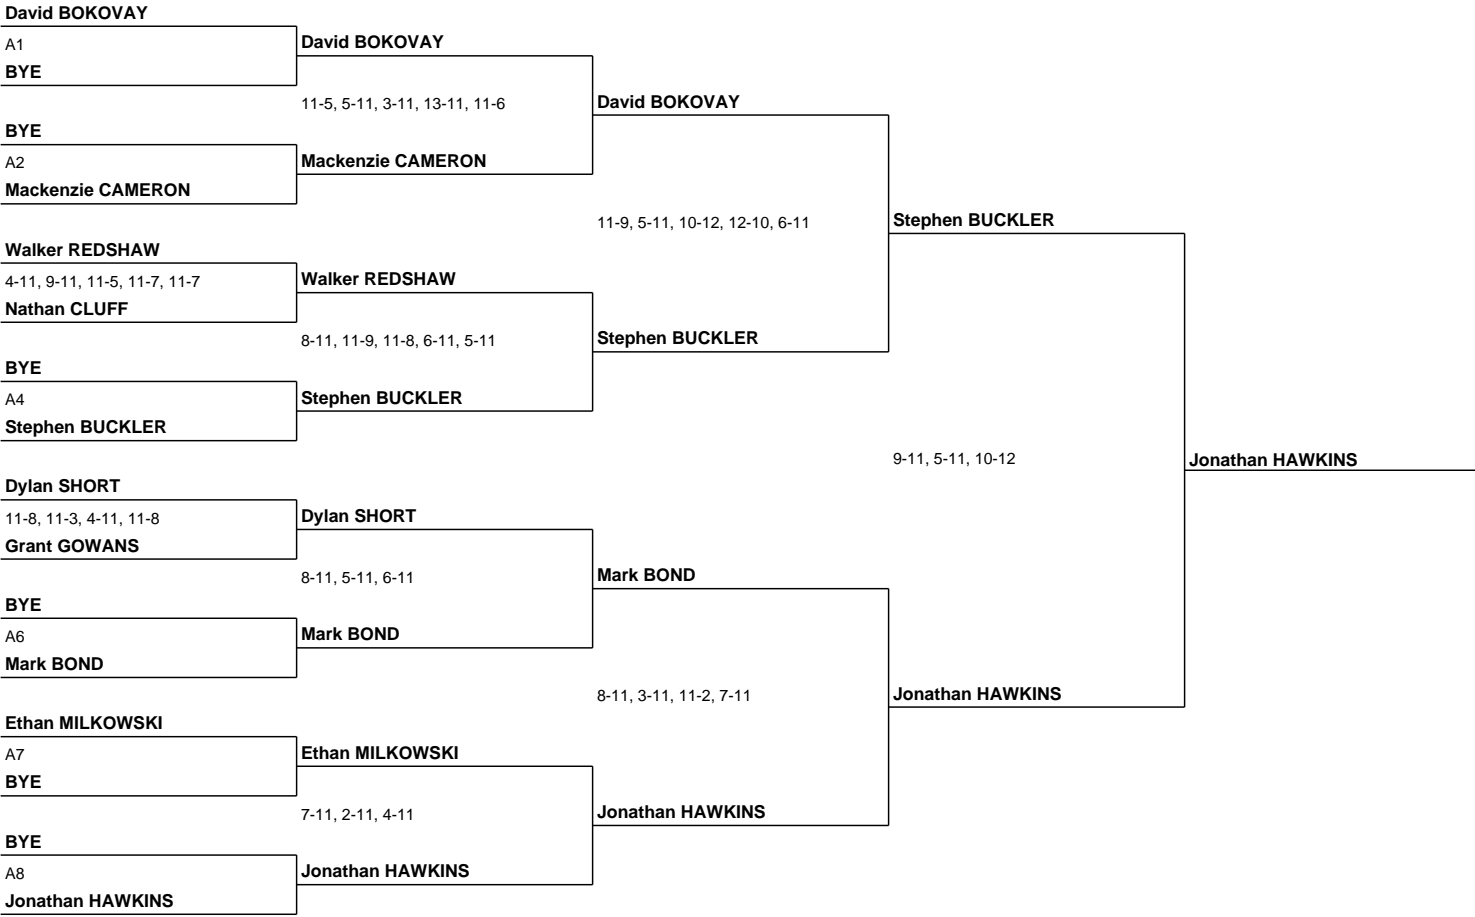 David BOKOVAY
A1
BYE
BYE
A2
Mackenzie CAMERON
Walker REDSHAW
4-11, 9-11, 11-5, 11-7, 11-7
Nathan CLUFF
BYE
A4
Stephen BUCKLER
Dylan SHORT
11-8, 11-3, 4-11, 11-8
Grant GOWANS
BYE
A6
Mark BOND
Ethan MILKOWSKI
A7
BYE
BYE
A8
Jonathan HAWKINS
David BOKOVAY
11-5, 5-11, 3-11, 13-11, 11-6
Mackenzie CAMERON
Walker REDSHAW
8-11, 11-9, 11-8, 6-11, 5-11
Stephen BUCKLER
Dylan SHORT
8-11, 5-11, 6-11
Mark BOND
Ethan MILKOWSKI
7-11, 2-11, 4-11
Jonathan HAWKINS
David BOKOVAY
11-9, 5-11, 10-12, 12-10, 6-11
Stephen BUCKLER
Mark BOND
8-11, 3-11, 11-2, 7-11
Jonathan HAWKINS
Stephen BUCKLER
9-11, 5-11, 10-12
Jonathan HAWKINS
Jonathan HAWKINS